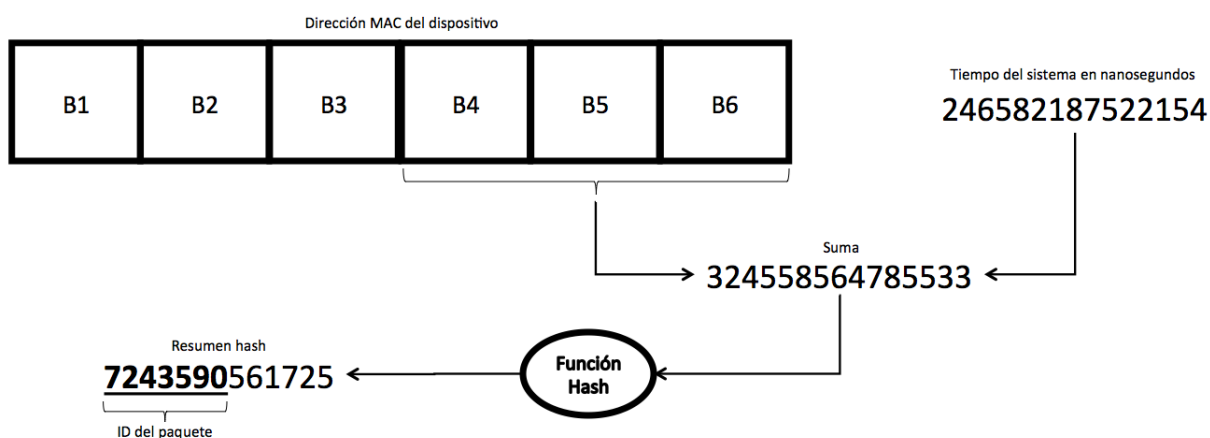 Dirección MAC del dispositivo
B1 B2 B3 B4 B5 B6
Tiempo del sistema en nanosegundos
246582187522154
Suma
324558564785533
Función
Hash
Resumen hash
7243590561725
ID del paquete